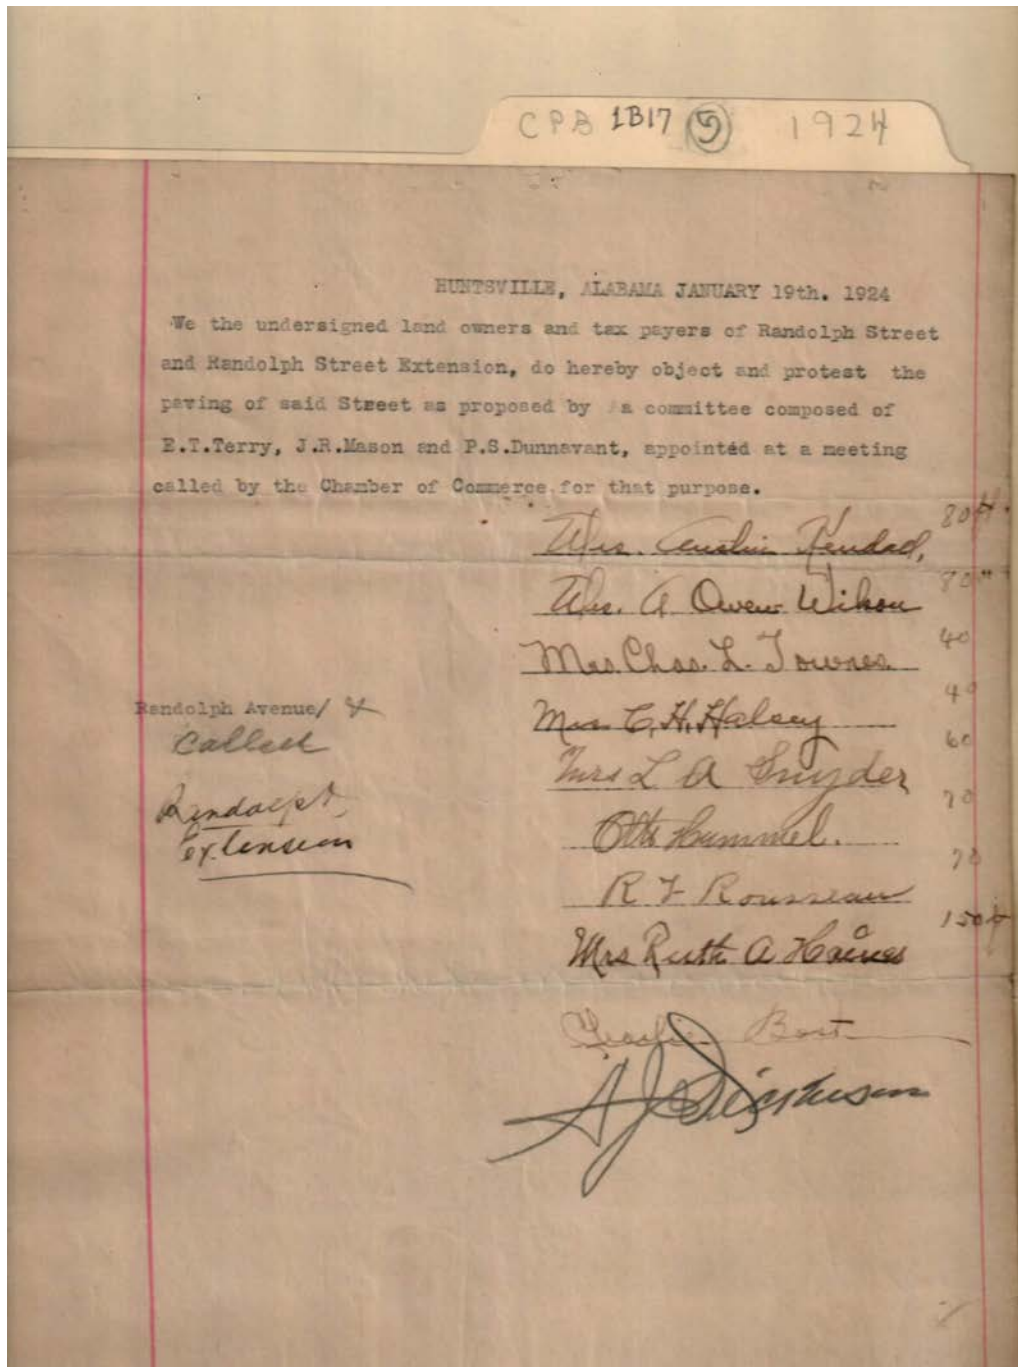 CPB 1B17 5 1924
HUNTSVILLE, ALABAMA JANUARY 19th. 1924
We the undersigned land owners and tax payers of Randolph Street
and Randolph Street Extension, do hereby object and protest the
paving of said Street as proposed by a committee composed of
E.T.Terry, J.R.Mason and P.S.Dunnavant, appointed at a meeting
called by the Chamber of Commerce for that purpose.
80 ft.
Mrs. Austin
80 "
Mrs. A Owen Wilson
40
Mrs Chas. L. Townes
40
Mrs C. H. Halsey
60
Mrs L A Snyder
70
Otto Hummel.
70
R F Rousseau
150
Mrs Ruth A Haines
Randolph Avenue/
Called
Randolph
Extension